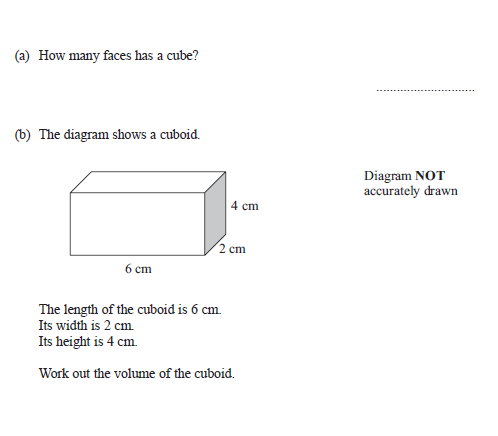 (a) How many faces has a cube?
..............................
(b) The diagram shows a cuboid.
Diagram NOT
accurately drawn
4 cm
2 cm
6 cm
The length of the cuboid is 6 cm.
Its width is 2 cm.
Its height is 4 cm.
Work out the volume of the cuboid.